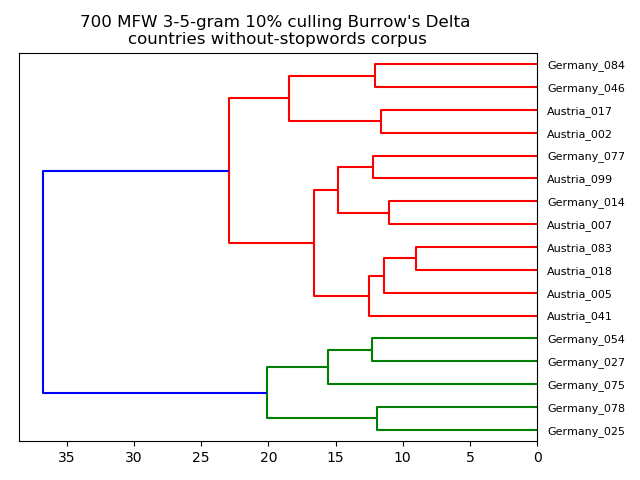 700 MFW 3-5-gram 10% culling Burrow's Delta
countries without-stopwords corpus
Germany_084
Germany_046
Austria_017
Austria_002
Germany_077
Austria_099
Germany_014
Austria_007
Austria_083
Austria_018
Austria_005
Austria_041
Germany_054
Germany_027
Germany_075
Germany_078
Germany_025
35 30 25 20 15 10 5 0